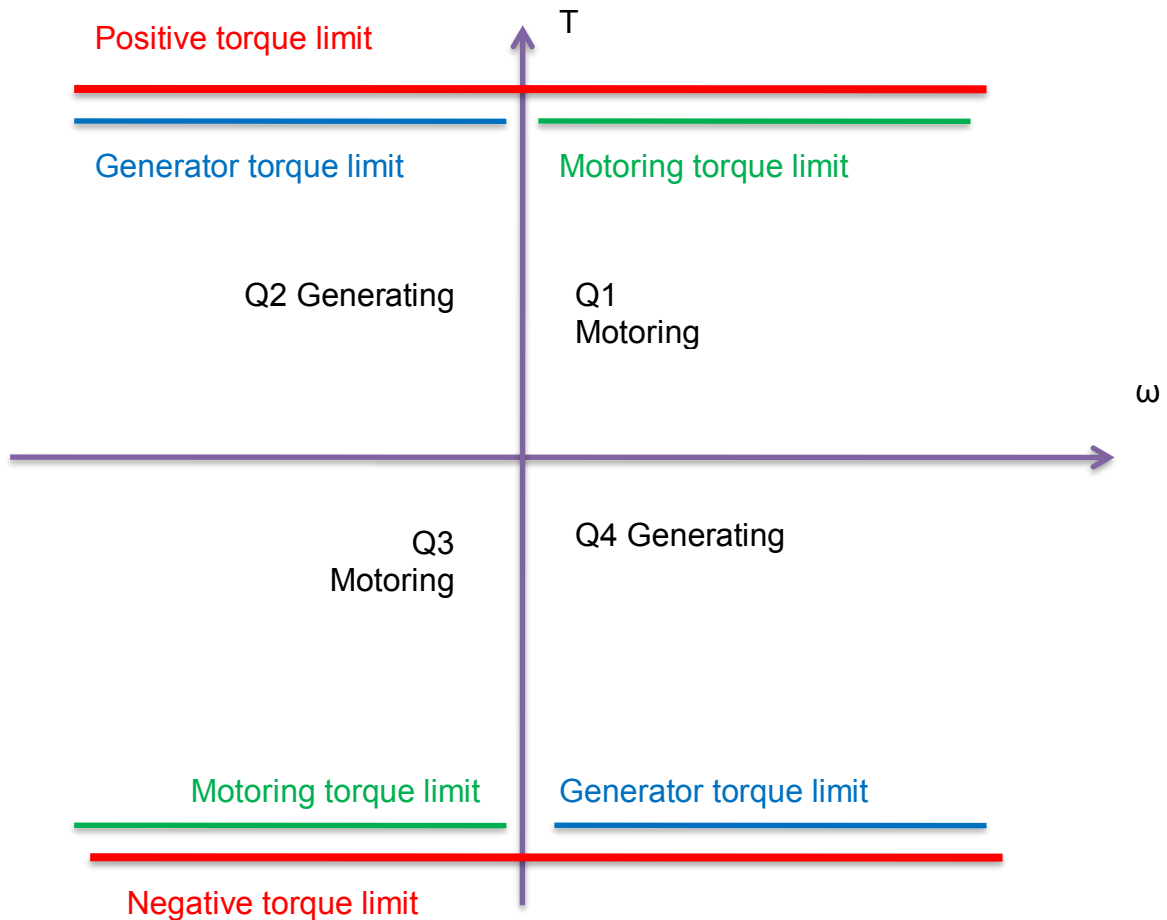 T
Positive torque limit
Generator torque limit
Motoring torque limit
Q2 Generating
Q1
Motoring
ω
Q3
Motoring
Q4 Generating
Motoring torque limit
Generator torque limit
Negative torque limit